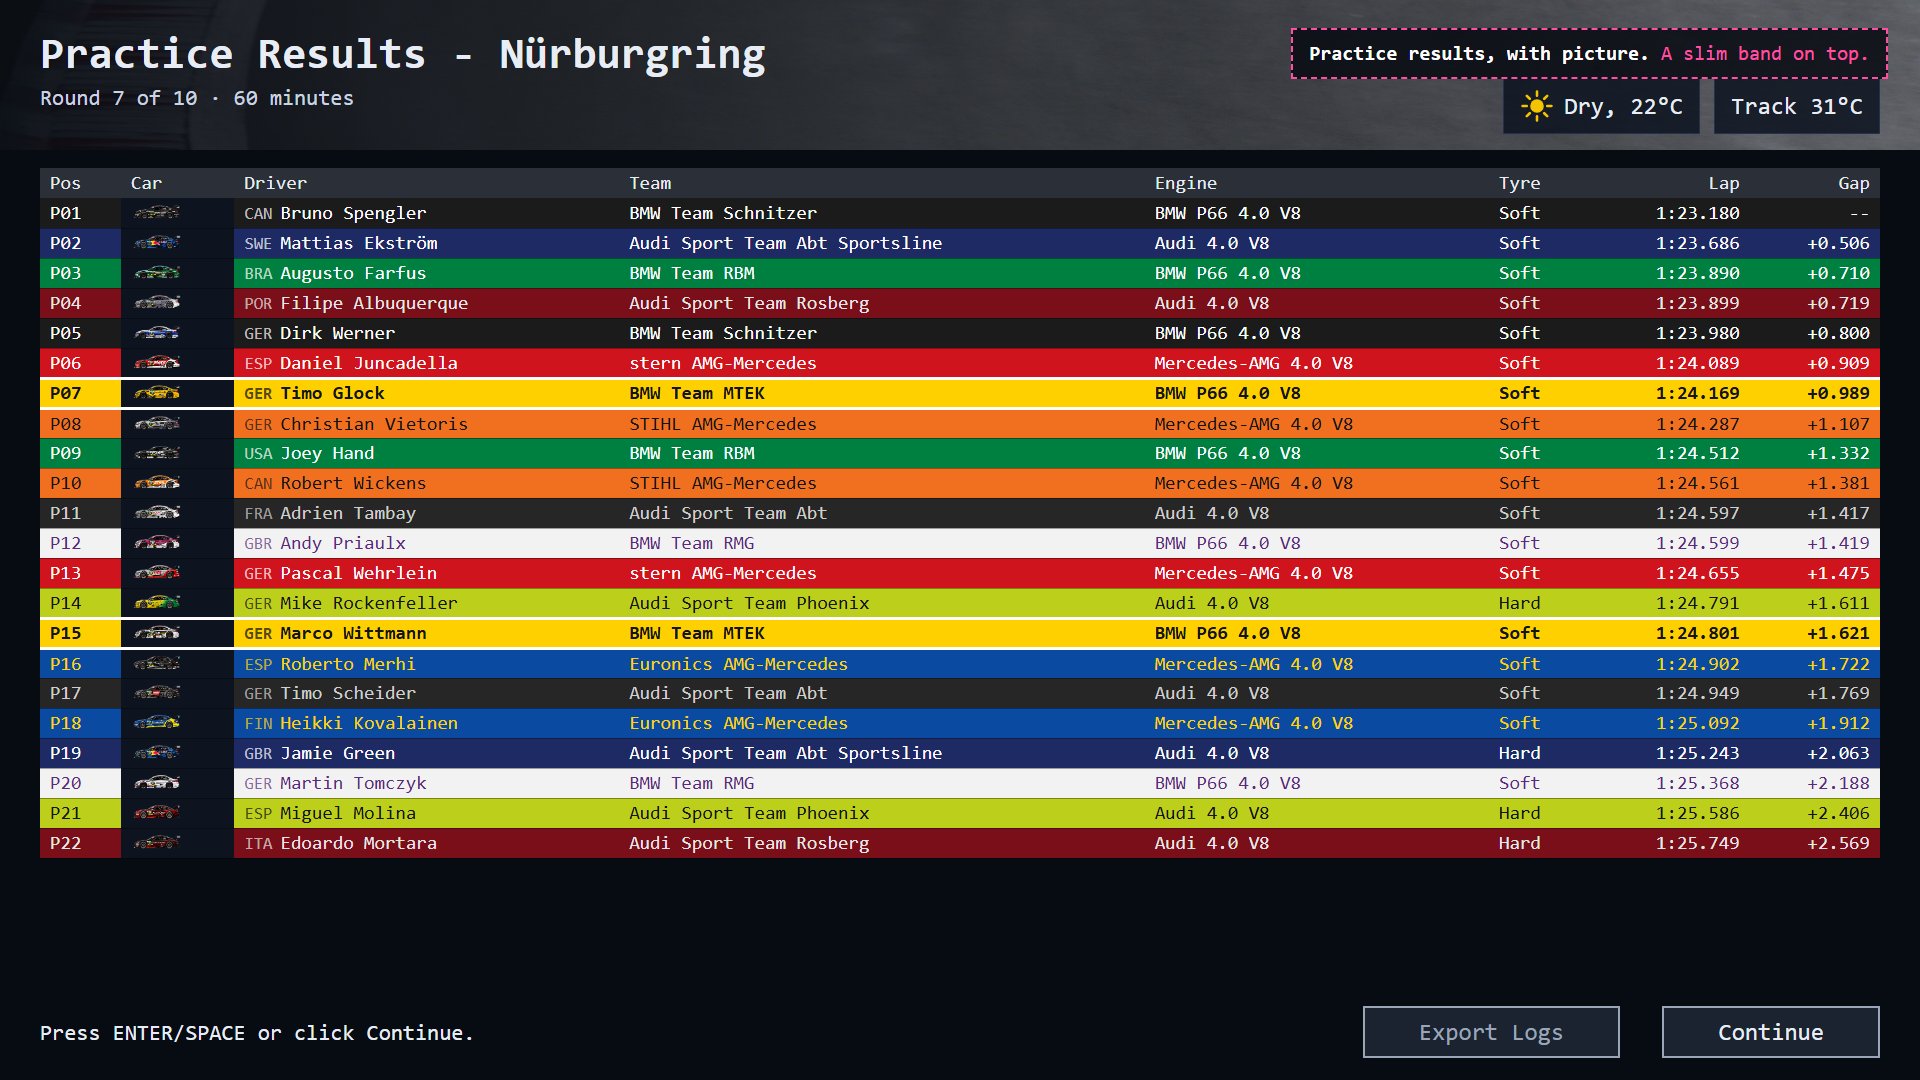 Practice Results - Nürburgring
Round 7 of 10 · 60 minutes
Practice results, with picture. A slim band on top.
Dry, 22°C
Track 31°C
Pos Car Driver Team Engine Tyre Lap Gap
P01 CAN Bruno Spengler BMW Team Schnitzer BMW P66 4.0 V8 Soft 1:23.180 --
P02 SWE Mattias Ekström Audi Sport Team Abt Sportsline Audi 4.0 V8 Soft 1:23.686 +0.506
P03 BRA Augusto Farfus BMW Team RBM BMW P66 4.0 V8 Soft 1:23.890 +0.710
P04 POR Filipe Albuquerque Audi Sport Team Rosberg Audi 4.0 V8 Soft 1:23.899 +0.719
P05 GER Dirk Werner BMW Team Schnitzer BMW P66 4.0 V8 Soft 1:23.980 +0.800
P06 ESP Daniel Juncadella stern AMG-Mercedes Mercedes-AMG 4.0 V8 Soft 1:24.089 +0.909
P07 GER Timo Glock BMW Team MTEK BMW P66 4.0 V8 Soft 1:24.169 +0.989
P08 GER Christian Vietoris STIHL AMG-Mercedes Mercedes-AMG 4.0 V8 Soft 1:24.287 +1.107
P09 USA Joey Hand BMW Team RBM BMW P66 4.0 V8 Soft 1:24.512 +1.332
P10 CAN Robert Wickens STIHL AMG-Mercedes Mercedes-AMG 4.0 V8 Soft 1:24.561 +1.381
P11 FRA Adrien Tambay Audi Sport Team Abt Audi 4.0 V8 Soft 1:24.597 +1.417
P12 GBR Andy Priaulx BMW Team RMG BMW P66 4.0 V8 Soft 1:24.599 +1.419
P13 GER Pascal Wehrlein stern AMG-Mercedes Mercedes-AMG 4.0 V8 Soft 1:24.655 +1.475
P14 GER Mike Rockenfeller Audi Sport Team Phoenix Audi 4.0 V8 Hard 1:24.791 +1.611
P15 GER Marco Wittmann BMW Team MTEK BMW P66 4.0 V8 Soft 1:24.801 +1.621
P16 ESP Roberto Merhi Euronics AMG-Mercedes Mercedes-AMG 4.0 V8 Soft 1:24.902 +1.722
P17 GER Timo Scheider Audi Sport Team Abt Audi 4.0 V8 Soft 1:24.949 +1.769
P18 FIN Heikki Kovalainen Euronics AMG-Mercedes Mercedes-AMG 4.0 V8 Soft 1:25.092 +1.912
P19 GBR Jamie Green Audi Sport Team Abt Sportsline Audi 4.0 V8 Hard 1:25.243 +2.063
P20 GER Martin Tomczyk BMW Team RMG BMW P66 4.0 V8 Soft 1:25.368 +2.188
P21 ESP Miguel Molina Audi Sport Team Phoenix Audi 4.0 V8 Hard 1:25.586 +2.406
P22 ITA Edoardo Mortara Audi Sport Team Rosberg Audi 4.0 V8 Hard 1:25.749 +2.569
Press ENTER/SPACE or click Continue.
Export Logs
Continue